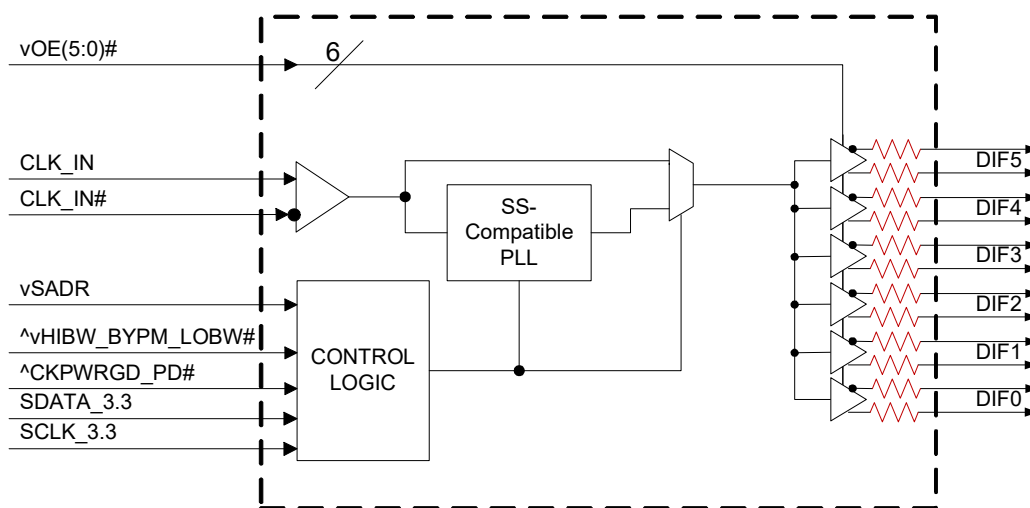 vOE(5:0)#
6
CLK_IN
CLK_IN#
SS-
Compatible
PLL
DIF5
DIF4
DIF3
DIF2
DIF1
DIF0
vSADR
^vHIBW_BYPM_LOBW#
^CKPWRGD_PD#
SDATA_3.3
SCLK_3.3
CONTROL
LOGIC